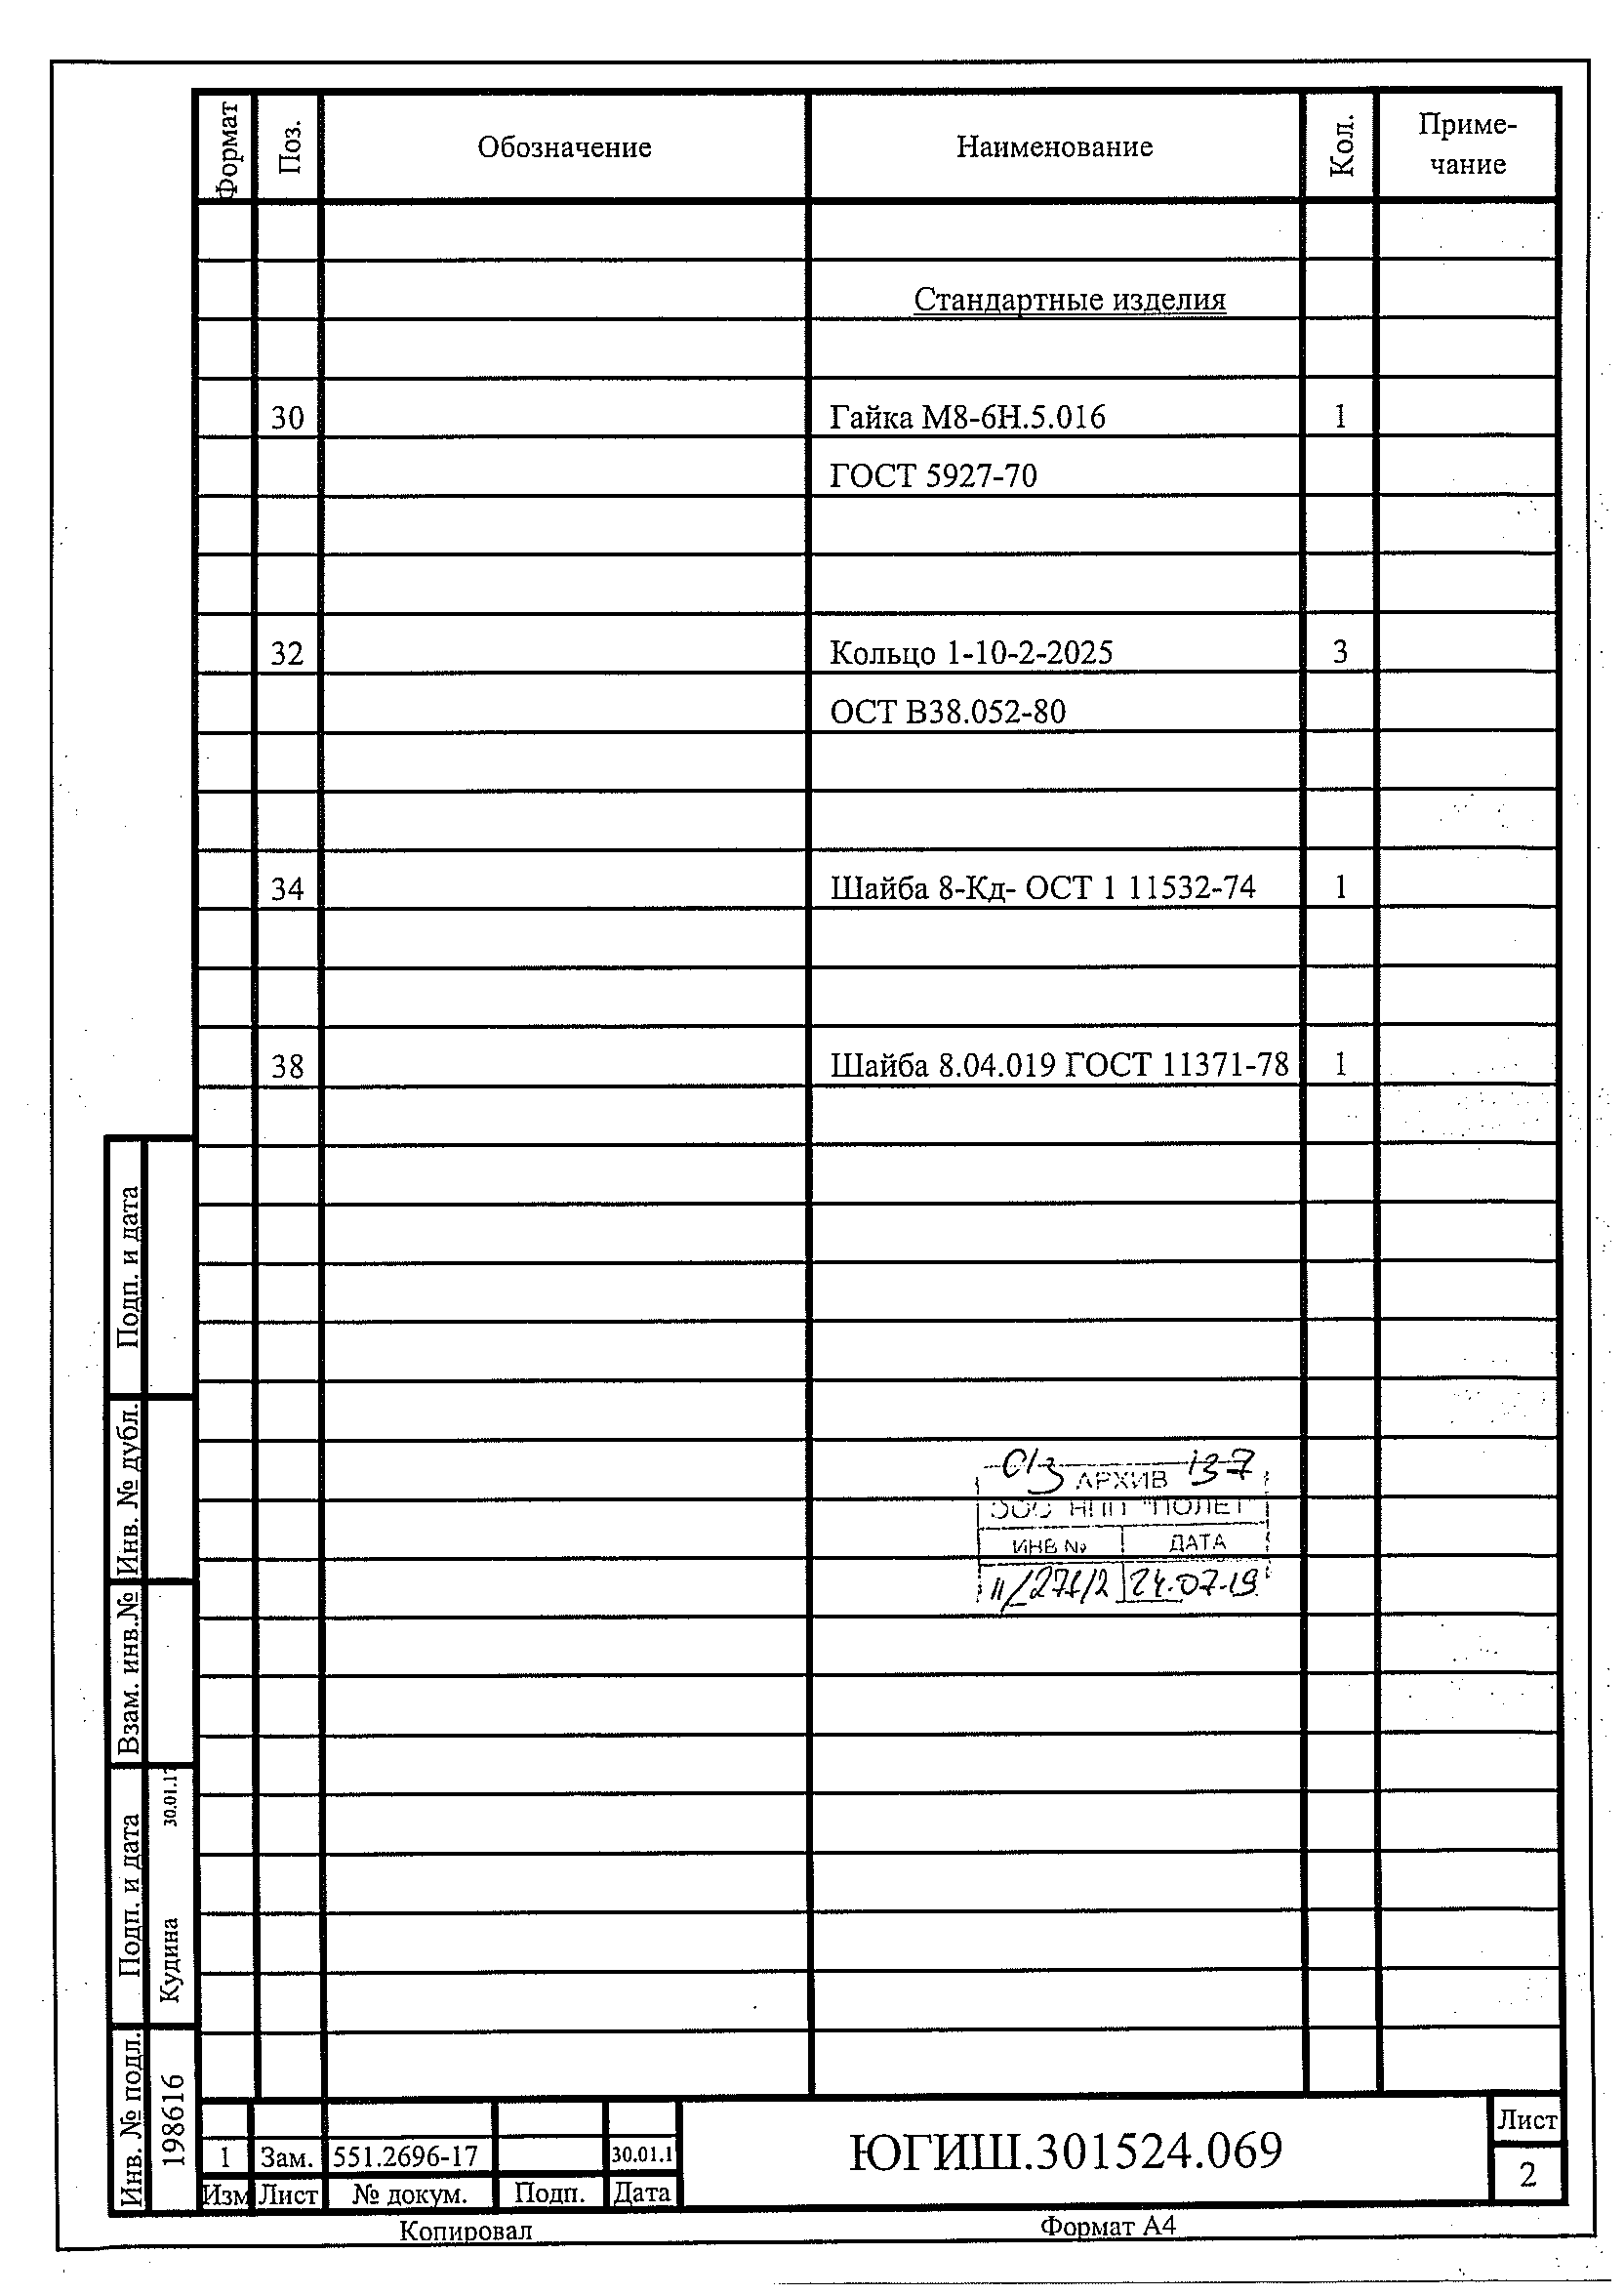 Формат
Поз.
Обозначение
Наименование
Кол.
Приме-
чание
Стандартные изделия
30 Гайка М8-6Н.5.016 1
ГОСТ 5927-70
32 Кольцо 1-10-2-2025 3
ОСТ В38.052-80
34 Шайба 8-Кд- ОСТ 1 11532-74 1
38 Шайба 8.04.019 ГОСТ 11371-78 1
АРХИВ 137
ООО НПП "ПОЛЕТ"
ИНВ № ДАТА
24.07.19
Подп. и дата
Инв. № дубл.
Взам. инв.№
Подп. и дата
Кудина 30.01.17
Инв. № подл.
198616
1 Зам. 551.2696-17 30.01.1
Изм Лист № докум. Подп. Дата
ЮГИШ.301524.069
Лист
2
Копировал Формат А4